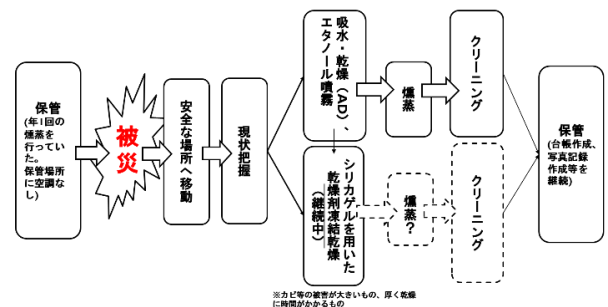 保管
(年1回の
燻蒸を
行ってい
た。
保管場所
に空調な
し)
被災
安全な場所へ移動
現状把握
吸水・乾燥（AD）、
エタノール噴霧
燻蒸
クリーニング
シリカゲルを用いた
乾燥剤凍結乾燥
（継続中）
燻蒸？
クリーニング
保管
(台帳作成、
写真記録
作成等を
継続)
※カビ等の被害が大きいもの、厚く乾燥
に時間がかかるもの